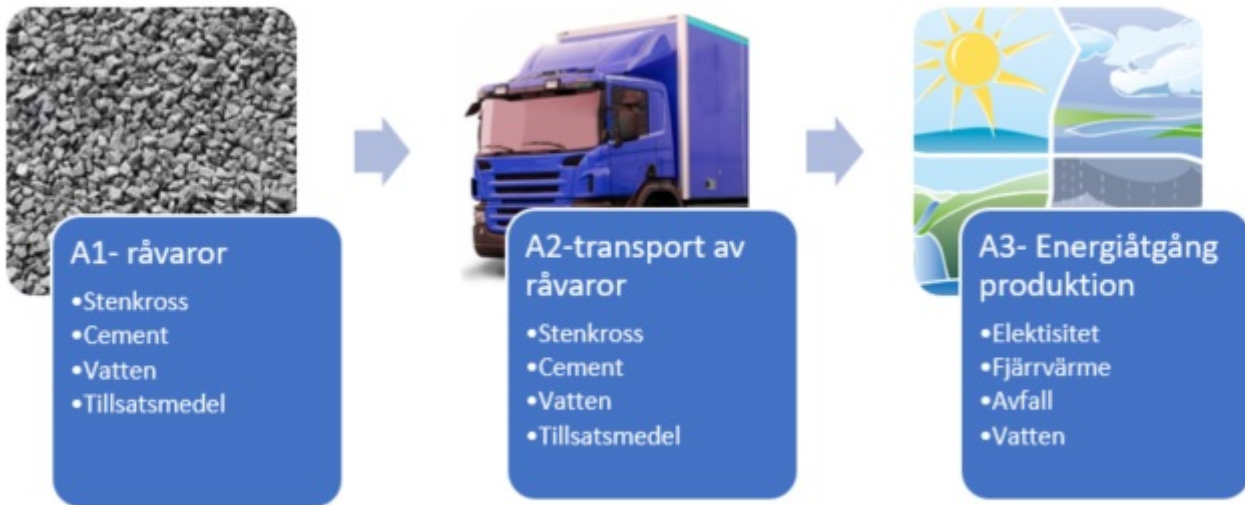 A1- råvaror
•Stenkross
•Cement
•Vatten
•Tillsatsmedel
A2-transport av
råvaror
•Stenkross
•Cement
•Vatten
•Tillsatsmedel
A3- Energiåtgång
produktion
•Elektisitet
•Fjärrvärme
•Avfall
•Vatten